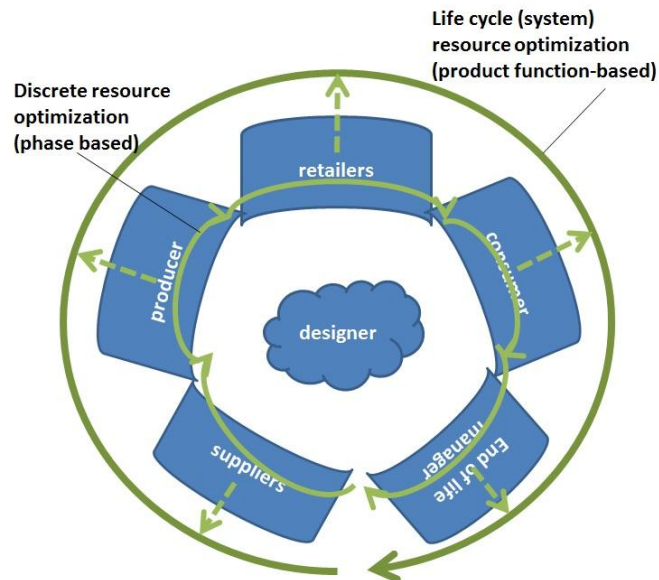 Life cycle (system)
resource optimization
(product function-based)
Discrete resource
optimization
(phase based)
retailers
producer
consumer
designer
suppliers
End of life
manager